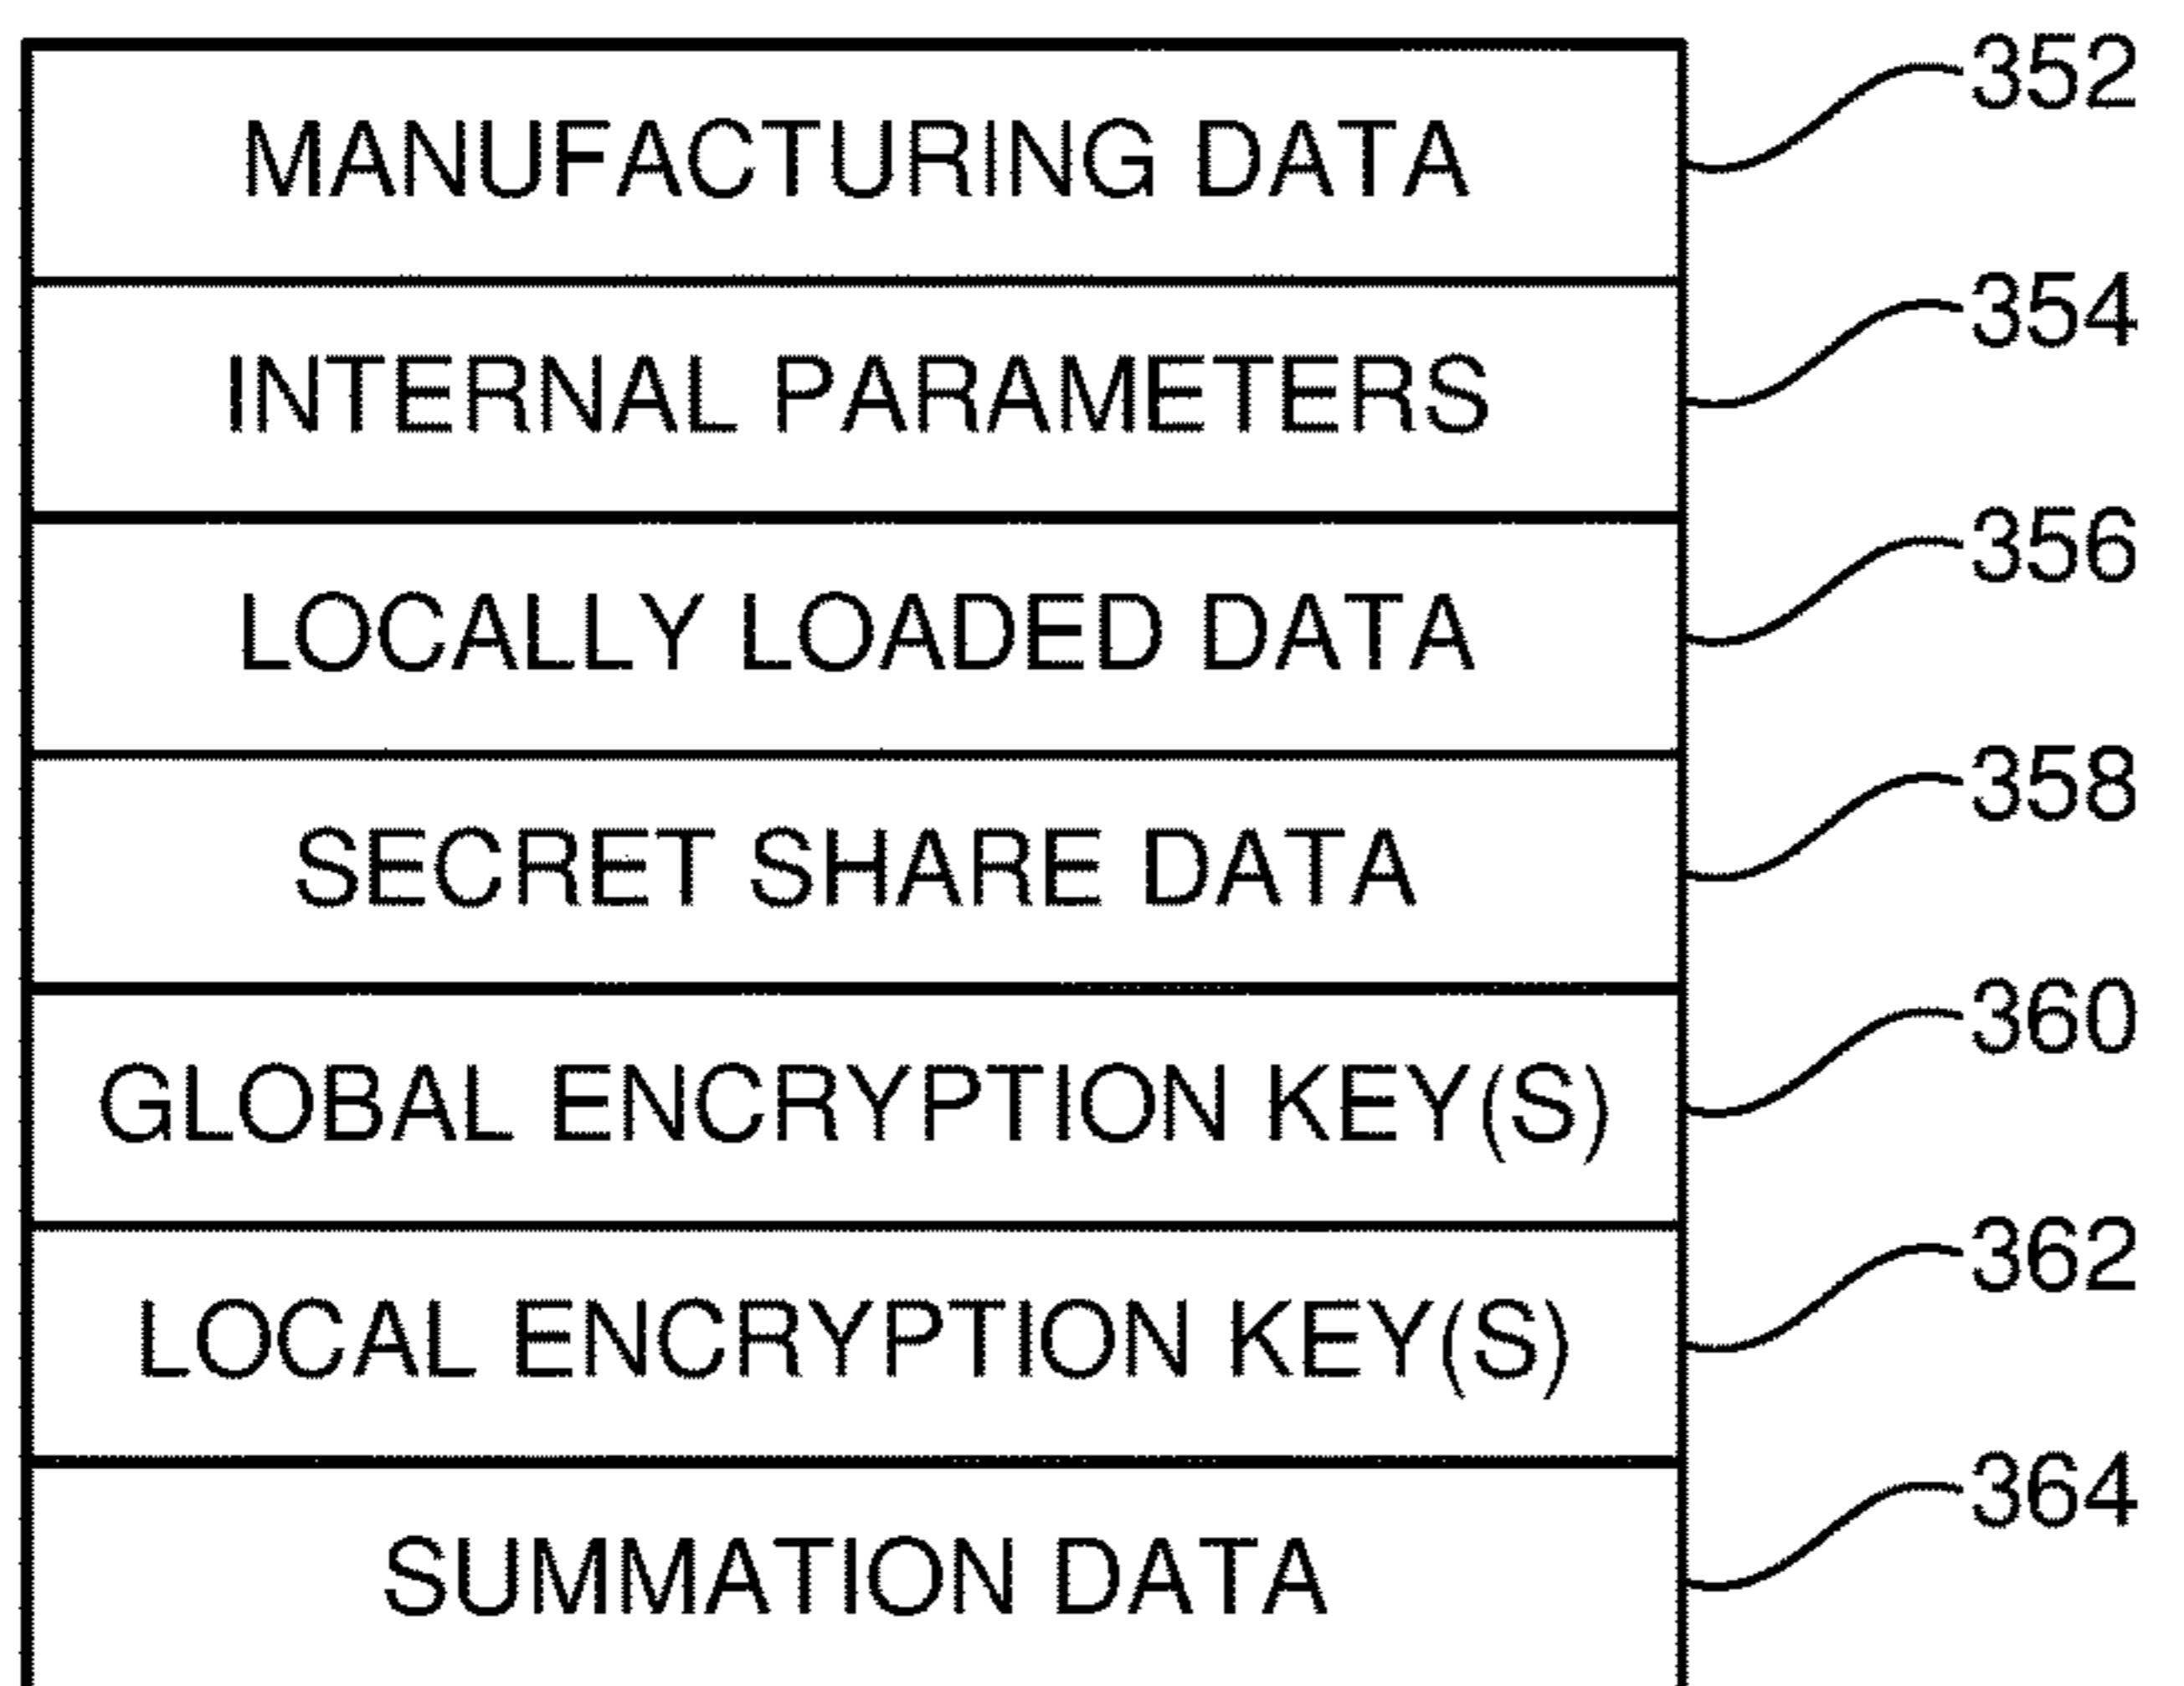 MANUFACTURING DATA 352
INTERNAL PARAMETERS 354
LOCALLY LOADED DATA 356
SECRET SHARE DATA 358
GLOBAL ENCRYPTION KEY(S) 360
LOCAL ENCRYPTION KEY(S) 362
SUMMATION DATA 364